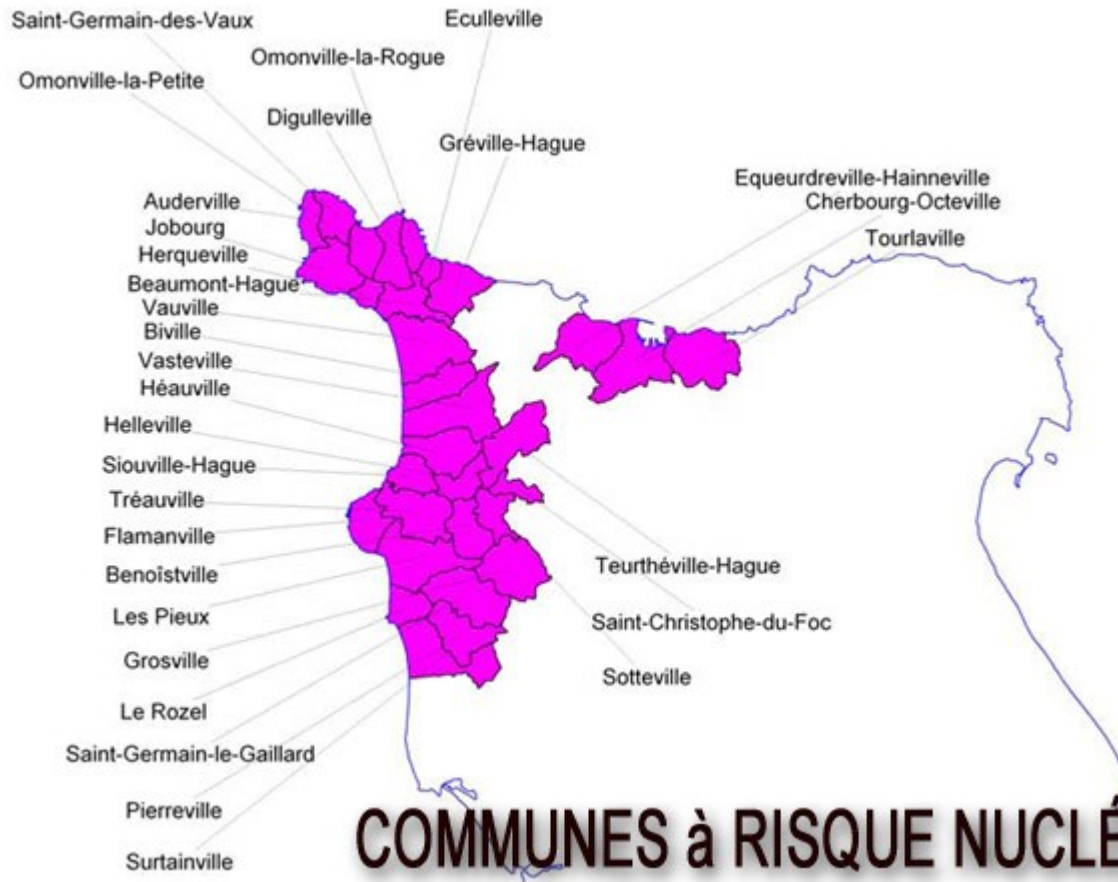 Saint-Germain-des-Vaux
Eculleville
Omonville-la-Rogue
Omonville-la-Petite
Digulleville
Gréville-Hague
Equeurdreville-Hainneville
Cherbourg-Octeville
Tourlaville
Auderville
Jobourg
Herqueville
Beaumont-Hague
Vauville
Biville
Vasteville
Héauville
Helleville
Siouville-Hague
Tréauville
Flamanville
Benoîstville
Les Pieux
Grosville
Le Rozel
Saint-Germain-le-Gaillard
Pierreville
Surtainville
Teurthéville-Hague
Saint-Christophe-du-Foc
Sotteville
COMMUNES à RISQUE NUCLÉ